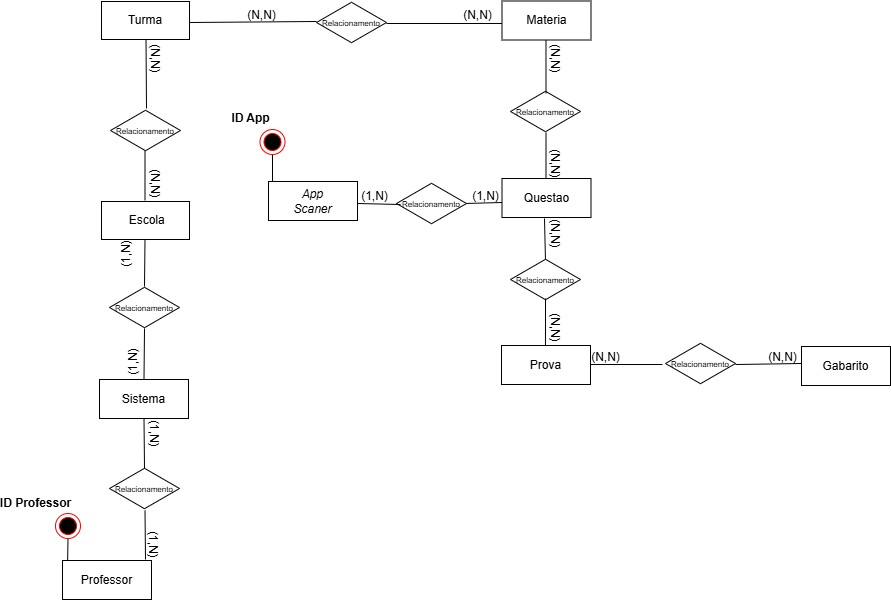 Turma
(N,N)
Relacionamento
(N,N)
Materia
(N,N)
(N,N)
Relacionamento
Relacionamento
ID App
(N,N)
(N,N)
App
Scaner
(1,N)
Relacionamento
(1,N)
Questao
Escola
(1,N)
(N,N)
Relacionamento
Relacionamento
(1,N)
(N,N)
Prova
(N,N)
Relacionamento
(N,N)
Gabarito
Sistema
(1,N)
Relacionamento
ID Professor
(1,N)
Professor